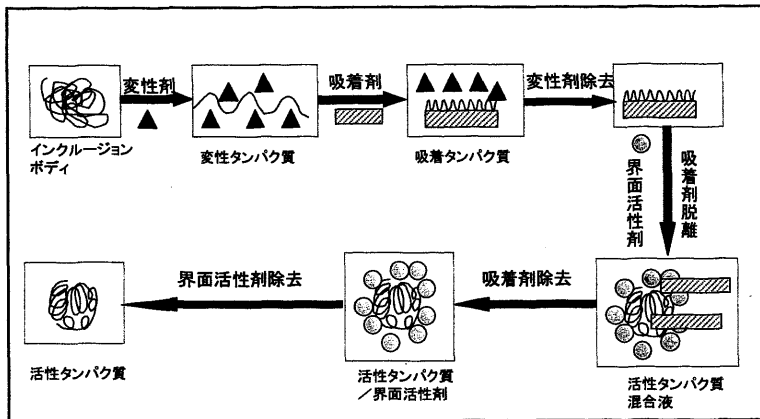 変性剤
吸着剤
変性剤除去
インクルージョン
ボディ
変性タンパク質
吸着タンパク質
界面活性剤
吸着剤脱離
界面活性剤除去
吸着剤除去
活性タンパク質
活性タンパク質
／界面活性剤
活性タンパク質
混合液